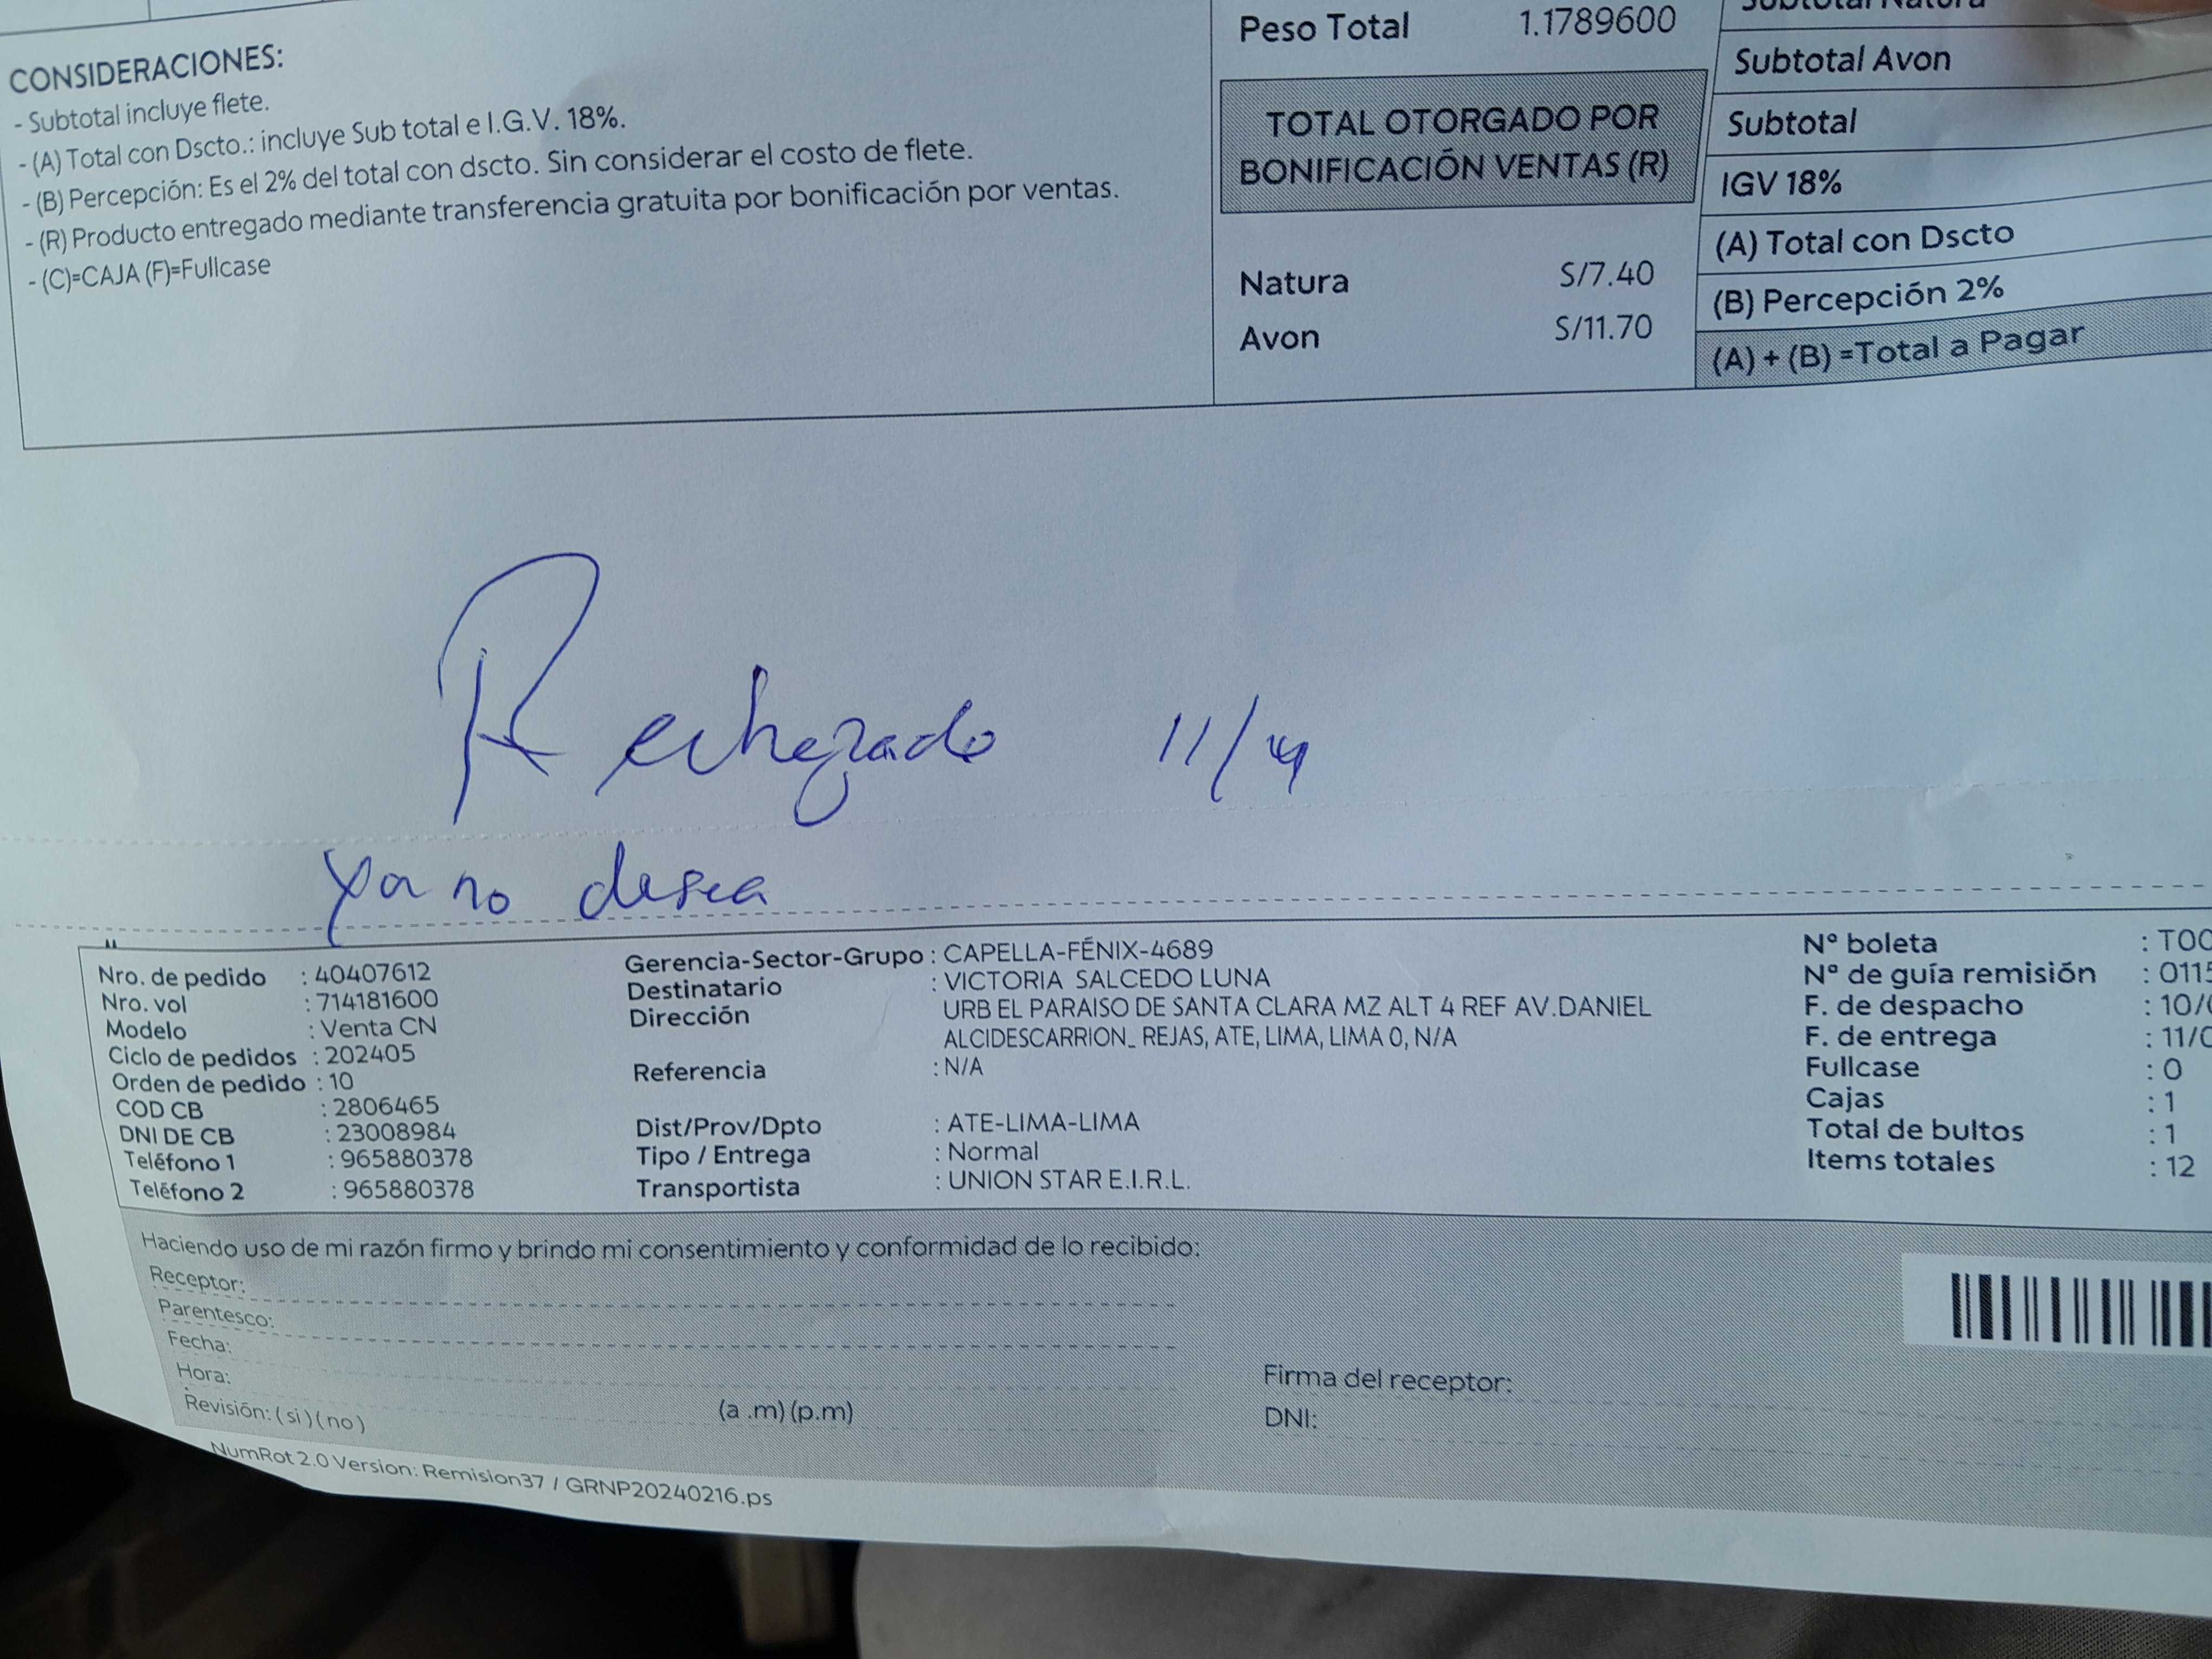 CONSIDERACIONES:
- Subtotal incluye flete.
- (A) Total con Dscto.: incluye Sub total e I.G.V. 18%.
- (B) Percepción: Es el 2% del total con dscto. Sin considerar el costo de flete.
- (R) Producto entregado mediante transferencia gratuita por bonificación por ventas.
- (C)=CAJA (F)=Fullcase
Peso Total 1.1789600
TOTAL OTORGADO POR
BONIFICACIÓN VENTAS (R)
Natura S/7.40
Avon S/11.70
Subtotal Natura
Subtotal Avon
Subtotal
IGV 18%
(A) Total con Dscto
(B) Percepción 2%
(A) + (B) =Total a Pagar
Rechazado 11/4
ya no desea
Nro. de pedido : 40407612
Nro. vol : 714181600
Modelo : Venta CN
Ciclo de pedidos : 202405
Orden de pedido : 10
COD CB : 2806465
DNI DE CB : 23008984
Teléfono 1 : 965880378
Teléfono 2 : 965880378
Gerencia-Sector-Grupo : CAPELLA-FÉNIX-4689
Destinatario : VICTORIA SALCEDO LUNA
Dirección URB EL PARAISO DE SANTA CLARA MZ ALT 4 REF AV.DANIEL
ALCIDESCARRION_ REJAS, ATE, LIMA, LIMA 0, N/A
Referencia : N/A
Dist/Prov/Dpto : ATE-LIMA-LIMA
Tipo / Entrega : Normal
Transportista : UNION STAR E.I.R.L.
N° boleta : T00
N° de guía remisión : 0115
F. de despacho : 10/
F. de entrega : 11/
Fullcase : 0
Cajas : 1
Total de bultos : 1
Items totales : 12
Haciendo uso de mi razón firmo y brindo mi consentimiento y conformidad de lo recibido:
Receptor:
Parentesco:
Fecha:
Hora: (a .m) (p.m)
Revisión: ( si ) ( no )
Firma del receptor:
DNI:
NumRot 2.0 Version: Remision37 / GRNP20240216.ps